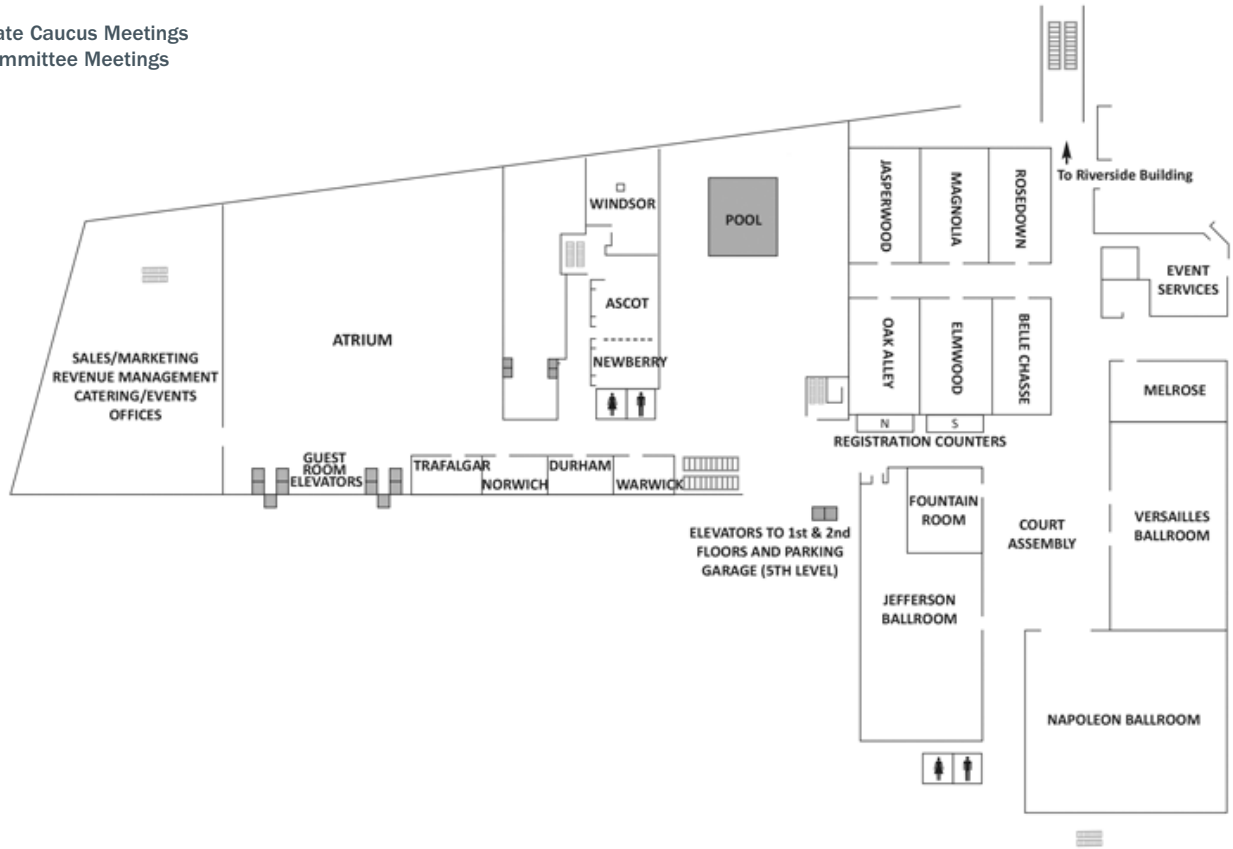 ate Caucus Meetings
mmittee Meetings
To Riverside Building
JASPERWOOD
MAGNOLIA
ROSEDOWN
WINDSOR
POOL
EVENT
SERVICES
ASCOT
ATRIUM
NEWBERRY
SALES/MARKETING
REVENUE MANAGEMENT
CATERING/EVENTS
OFFICES
OAK ALLEY
ELMWOOD
BELLE CHASSE
MELROSE
N
S
REGISTRATION COUNTERS
GUEST
ROOM
ELEVATORS
TRAFALGAR
NORWICH
DURHAM
WARWICK
FOUNTAIN
ROOM
COURT
ASSEMBLY
VERSAILLES
BALLROOM
ELEVATORS TO 1st & 2nd
FLOORS AND PARKING
GARAGE (5TH LEVEL)
JEFFERSON
BALLROOM
NAPOLEON BALLROOM